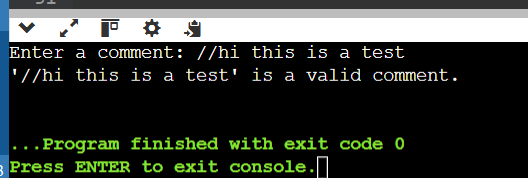 Enter a comment: //hi this is a test
'//hi this is a test' is a valid comment.
...Program finished with exit code 0
Press ENTER to exit console.